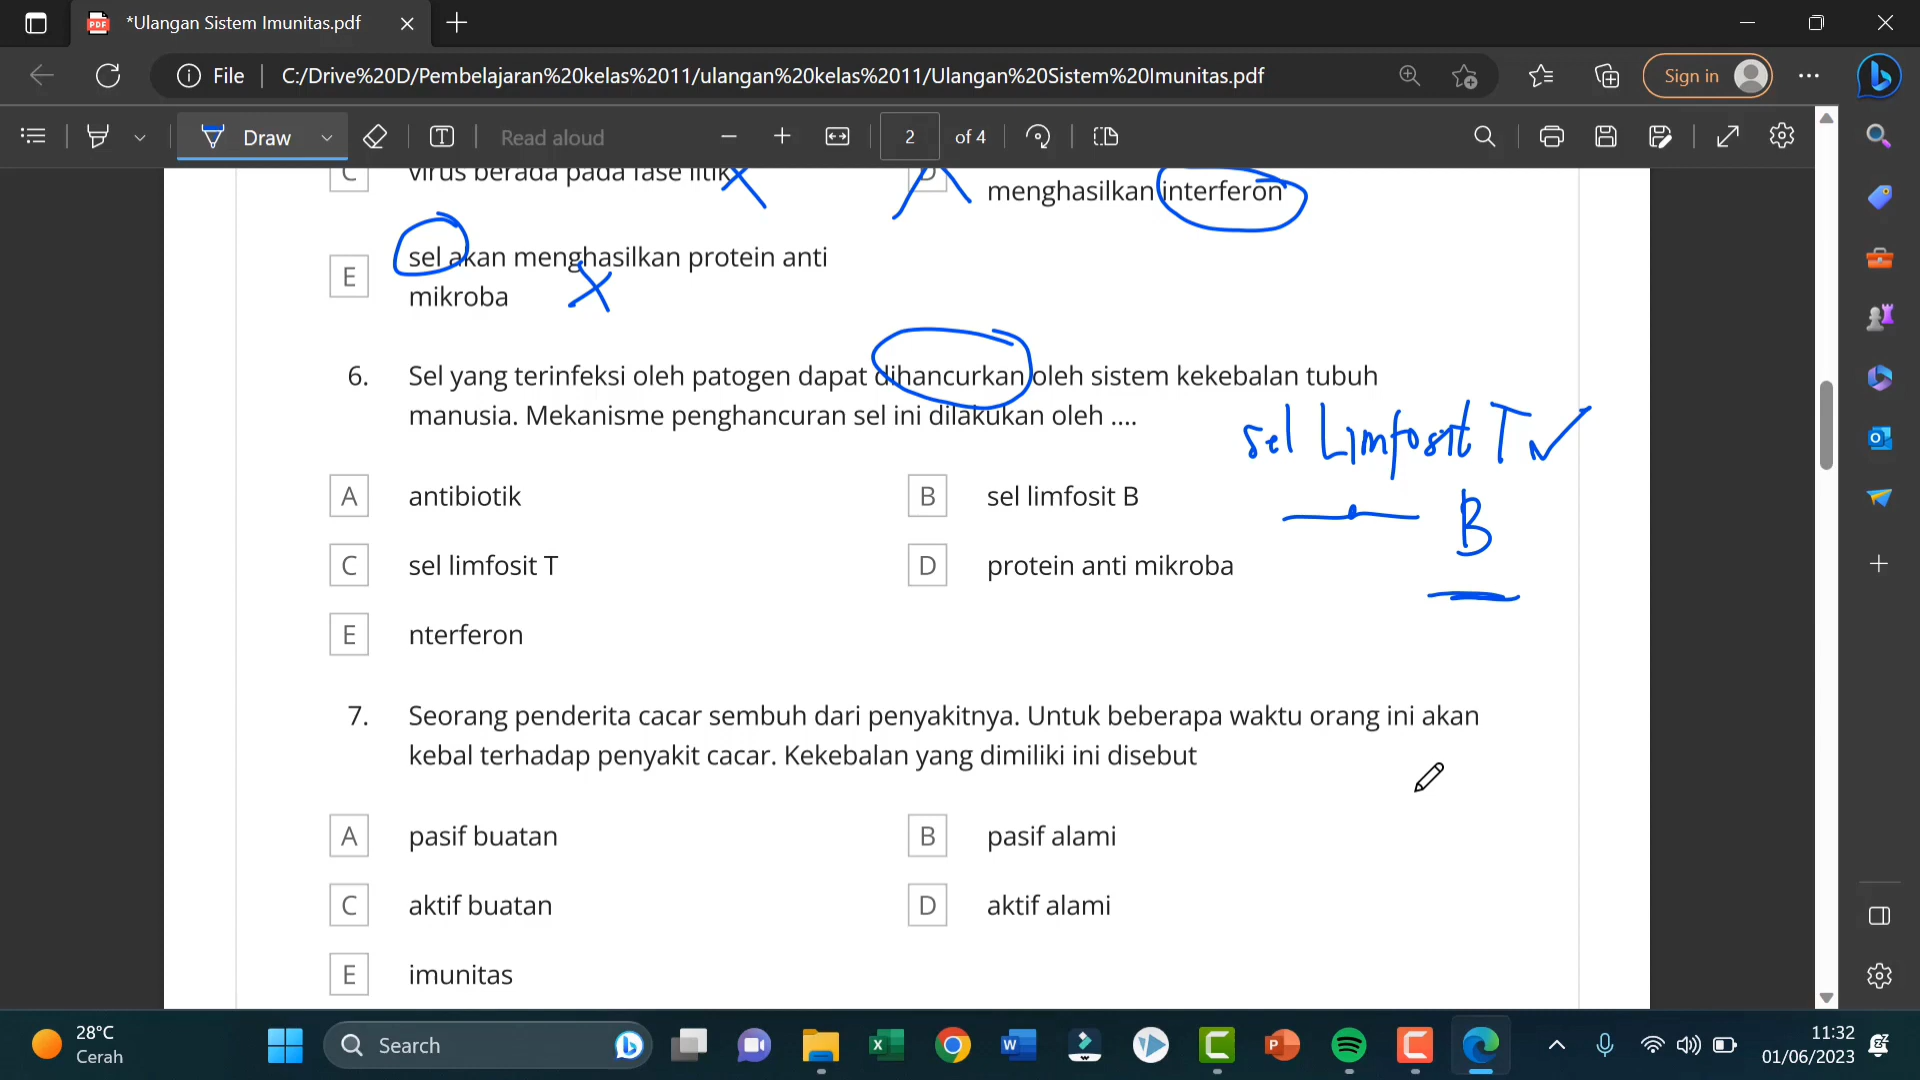 *Ulangan Sistem Imunitas.pdf
File
C:/Drive%20D/Pembelajaran%20kelas%2011/ulangan%20kelas%2011/Ulangan%20Sistem%20Imunitas.pdf
Sign in
Draw
Read aloud
2 of 4
C virus berada pada fase litik
D menghasilkan interferon
E sel akan menghasilkan protein anti
mikroba
6. Sel yang terinfeksi oleh patogen dapat dihancurkan oleh sistem kekebalan tubuh
manusia. Mekanisme penghancuran sel ini dilakukan oleh ....
sel Limfosit T
B
A antibiotik
B sel limfosit B
C sel limfosit T
D protein anti mikroba
E nterferon
7. Seorang penderita cacar sembuh dari penyakitnya. Untuk beberapa waktu orang ini akan
kebal terhadap penyakit cacar. Kekebalan yang dimiliki ini disebut
A pasif buatan
B pasif alami
C aktif buatan
D aktif alami
E imunitas
28°C
Cerah
Search
11:32
01/06/2023